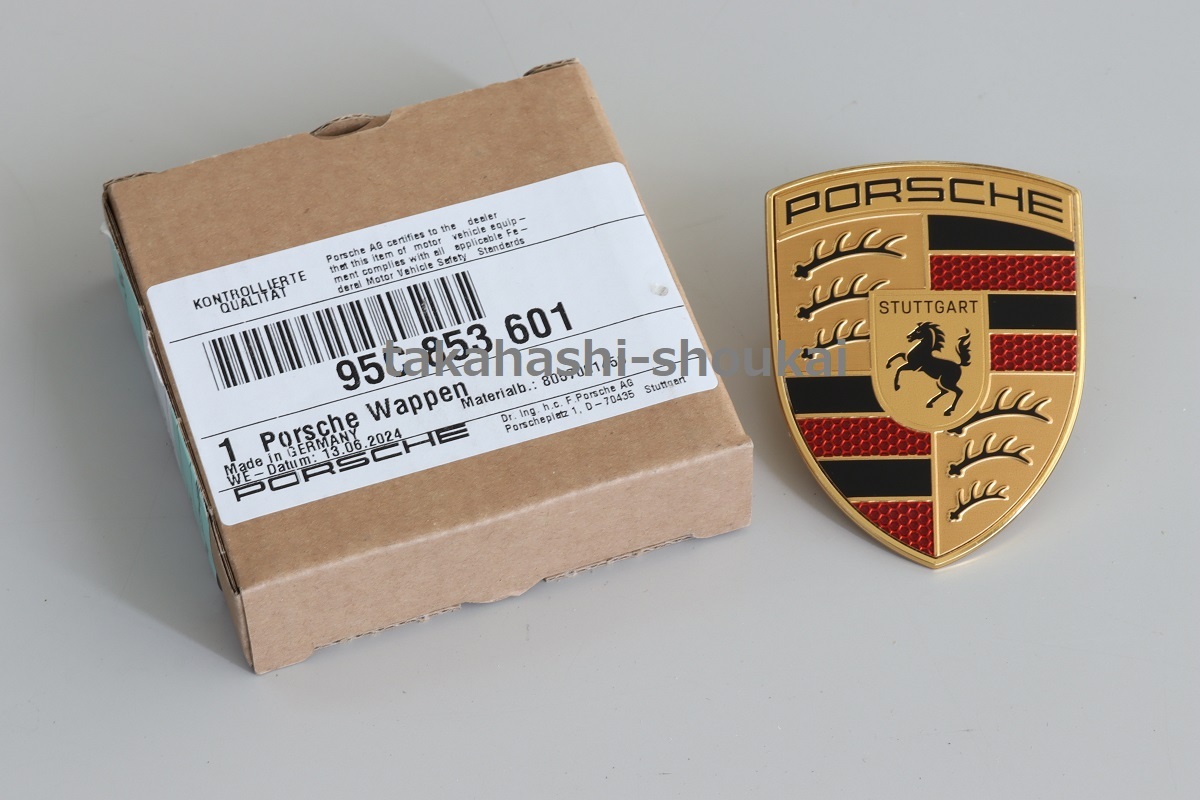 KONTROLLIERTE
QUALITÄT
Porsche AG certifies to the dealer
that this item of motor vehicle equip-
ment complies with all applicable Fe-
deral Motor Vehicle Safety Standards
853 601
takahashi-shoukai
1 Porsche Wappen
Materialb.:
Made in GERMANY
WE-Datum: 13.06.2024
PORSCHE
Dr. Ing. h.c. F.Porsche AG
Porscheplatz 1, D-70435 Stuttgart
PORSCHE
STUTTGART